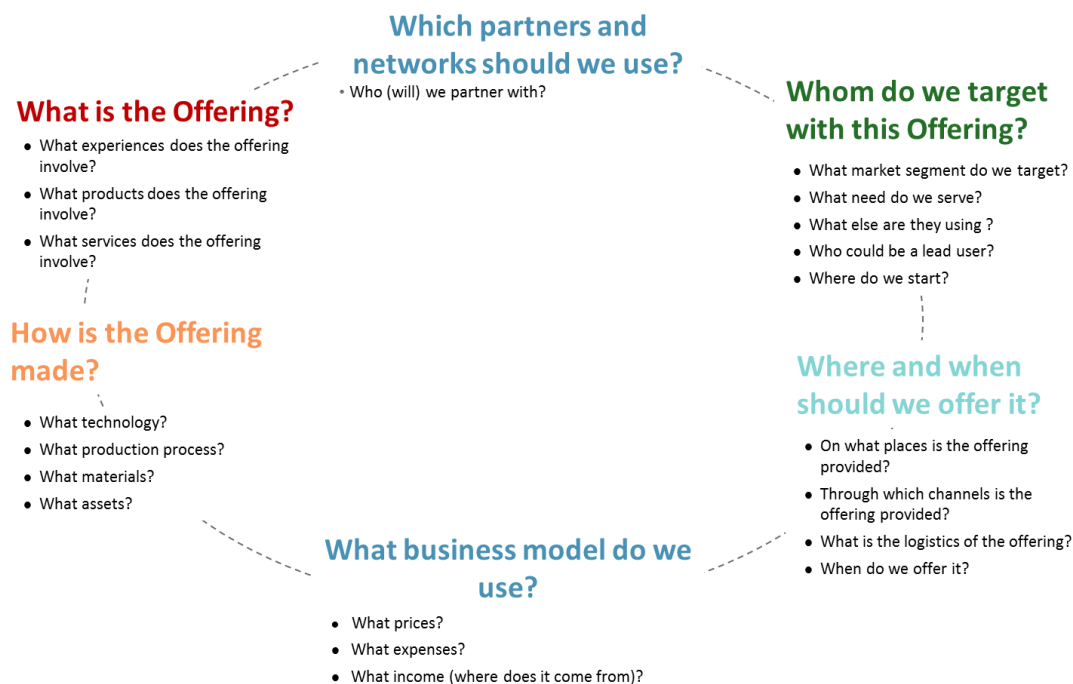 Which partners and
networks should we use?
• Who (will) we partner with?
What is the Offering?
● What experiences does the offering
involve?
● What products does the offering
involve?
● What services does the offering
involve?
Whom do we target
with this Offering?
● What market segment do we target?
● What need do we serve?
● What else are they using ?
● Who could be a lead user?
● Where do we start?
How is the Offering
made?
● What technology?
● What production process?
● What materials?
● What assets?
Where and when
should we offer it?
● On what places is the offering
provided?
● Through which channels is the
offering provided?
● What is the logistics of the offering?
● When do we offer it?
What business model do we
use?
● What prices?
● What expenses?
● What income (where does it come from)?